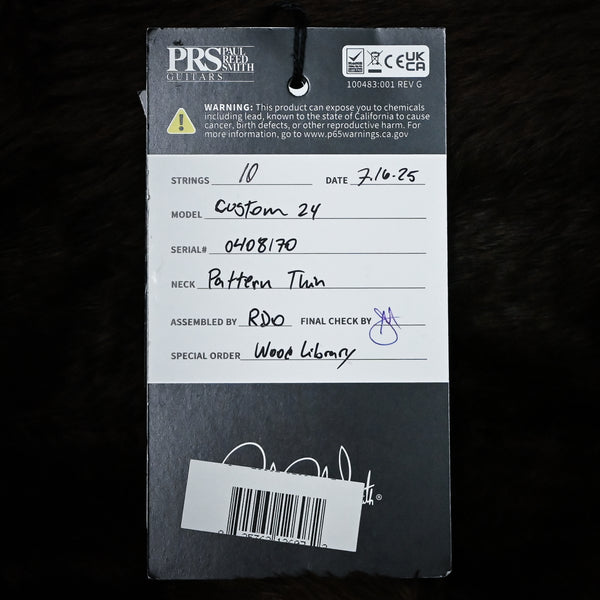 PRS PAUL REED SMITH
GUITARS
CE UK CA
100483:001 REV G
WARNING: This product can expose you to chemicals
including lead, known to the state of California to cause
cancer, birth defects, or other reproductive harm. For
more information, go to www.p65warnings.ca.gov
STRINGS 10 DATE 7.16.25
MODEL Custom 24
SERIAL# 0408170
NECK Pattern Thin
ASSEMBLED BY RDO FINAL CHECK BY
SPECIAL ORDER Wood Library